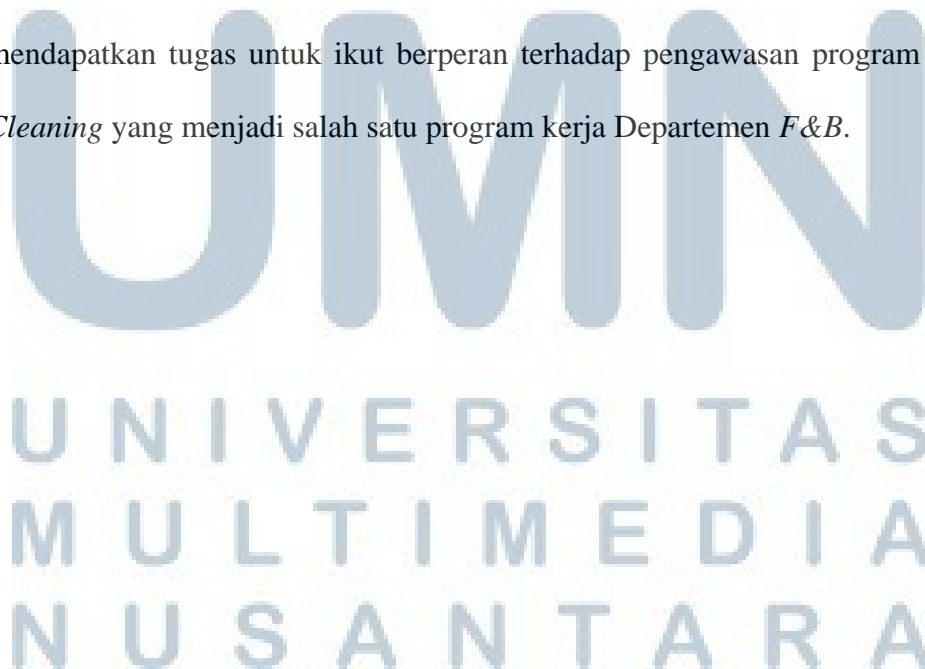 mendapatkan tugas untuk ikut berperan terhadap pengawasan program
Cleaning yang menjadi salah satu program kerja Departemen F&B.
UMN
UNIVERSITAS
MULTIMEDIA
NUSANTARA